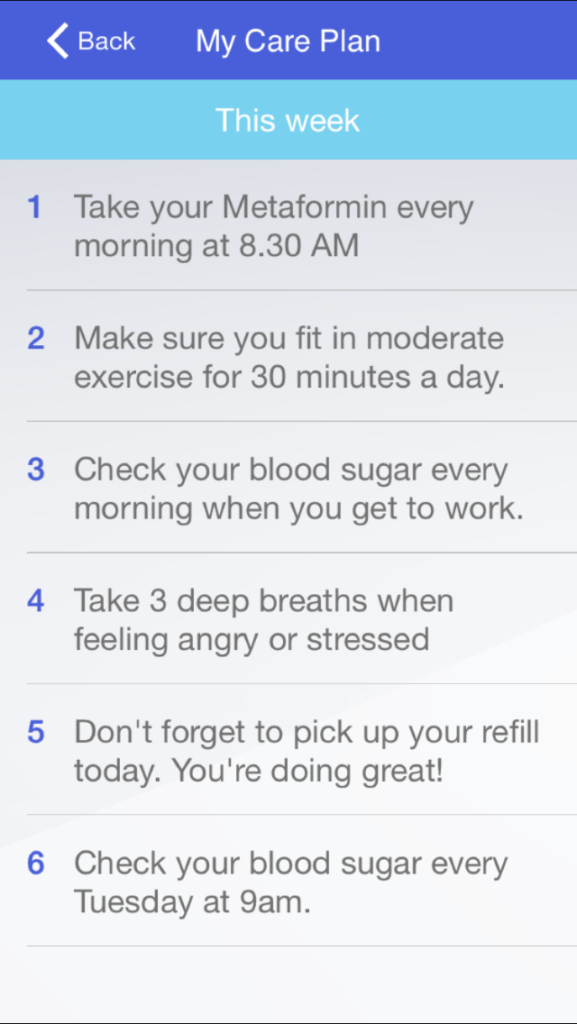 Back My Care Plan
This week
1 Take your Metaformin every
morning at 8.30 AM
2 Make sure you fit in moderate
exercise for 30 minutes a day.
3 Check your blood sugar every
morning when you get to work.
4 Take 3 deep breaths when
feeling angry or stressed
5 Don't forget to pick up your refill
today. You're doing great!
6 Check your blood sugar every
Tuesday at 9am.